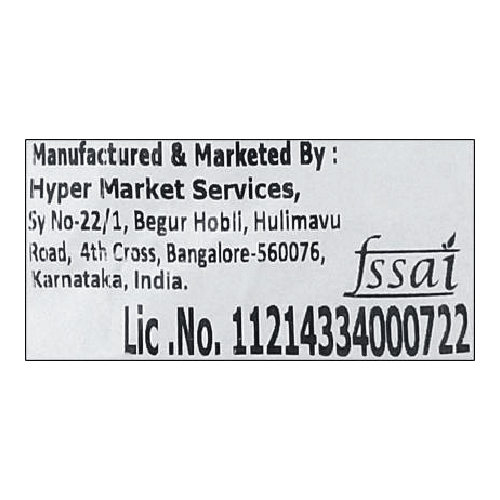 Manufactured & Marketed By :
Hyper Market Services,
Sy No-22/1, Begur Hobli, Hulimavu
Road, 4th Cross, Bangalore-560076,
Karnataka, India.
fssai
Lic .No. 11214334000722